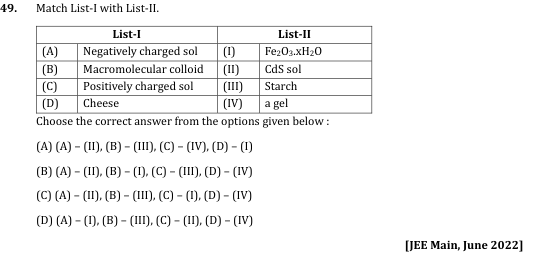 49. Match List-I with List-II.
List-I List-II
(A) Negatively charged sol (I) Fe₂O₃.xH₂O
(B) Macromolecular colloid (II) CdS sol
(C) Positively charged sol (III) Starch
(D) Cheese (IV) a gel
Choose the correct answer from the options given below :
(A) (A) – (II), (B) – (III), (C) – (IV), (D) – (I)
(B) (A) – (II), (B) – (I), (C) – (III), (D) – (IV)
(C) (A) – (II), (B) – (III), (C) – (I), (D) – (IV)
(D) (A) – (I), (B) – (III), (C) – (II), (D) – (IV)
[JEE Main, June 2022]